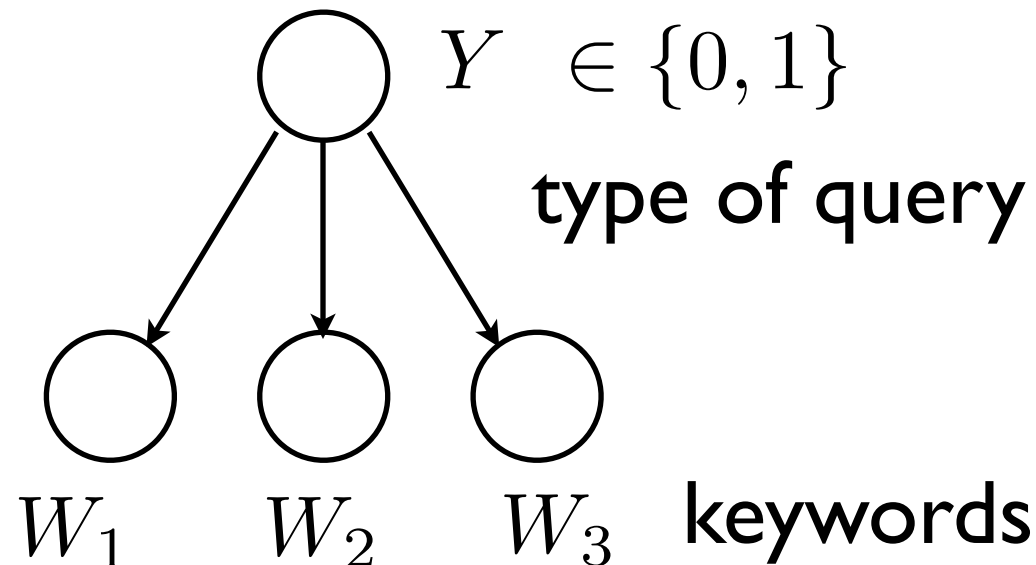 Y ∈ {0, 1}
type of query
W₁ W₂ W₃ keywords